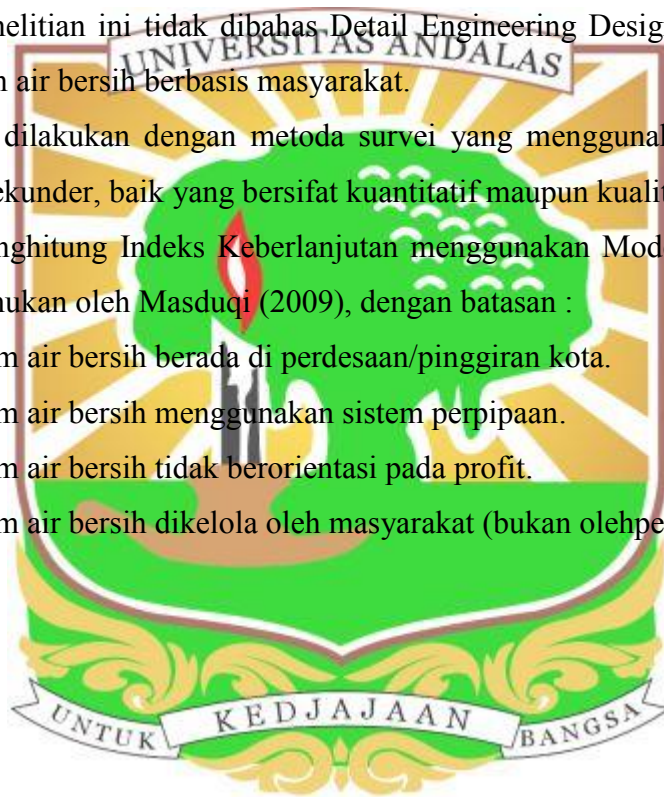 nelitian ini tidak dibahas Detail Engineering Desig
UNIVERSITAS ANDALAS
n air bersih berbasis masyarakat.
dilakukan dengan metoda survei yang menggunal
ekunder, baik yang bersifat kuantitatif maupun kualit
nghitung Indeks Keberlanjutan menggunakan Mod
nukan oleh Masduqi (2009), dengan batasan :
m air bersih berada di perdesaan/pinggiran kota.
m air bersih menggunakan sistem perpipaan.
m air bersih tidak berorientasi pada profit.
m air bersih dikelola oleh masyarakat (bukan olehpe
UNTUK KEDJAJAAN BANGSA